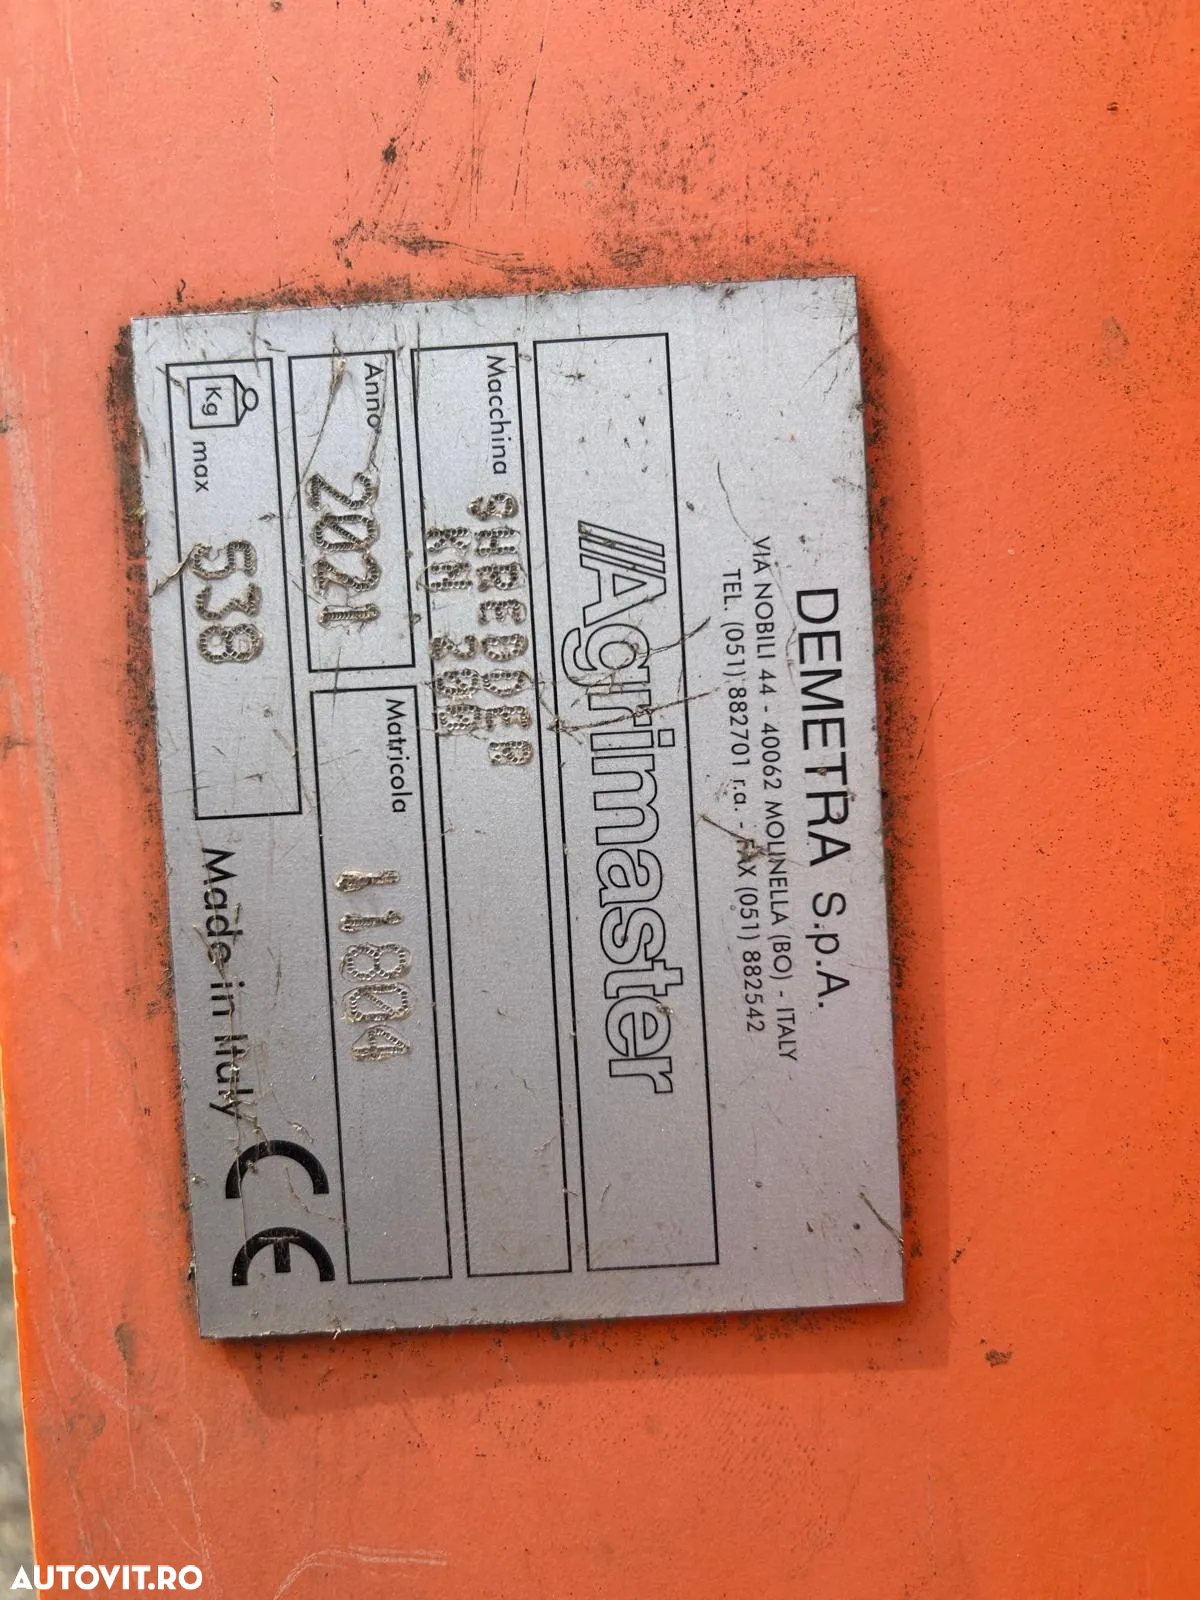 DEMETRA S.p.A.
VIA NOBILI 44 - 40062 MOLINELLA (BO) - ITALY
TEL. (051) 882701 r.a. - FAX (051) 882542
Agrimaster
Macchina SHREDDER
KN
Anno 2021
Matricola 11804
Kg max 538
Made in Italy CE
AUTOVIT.RO